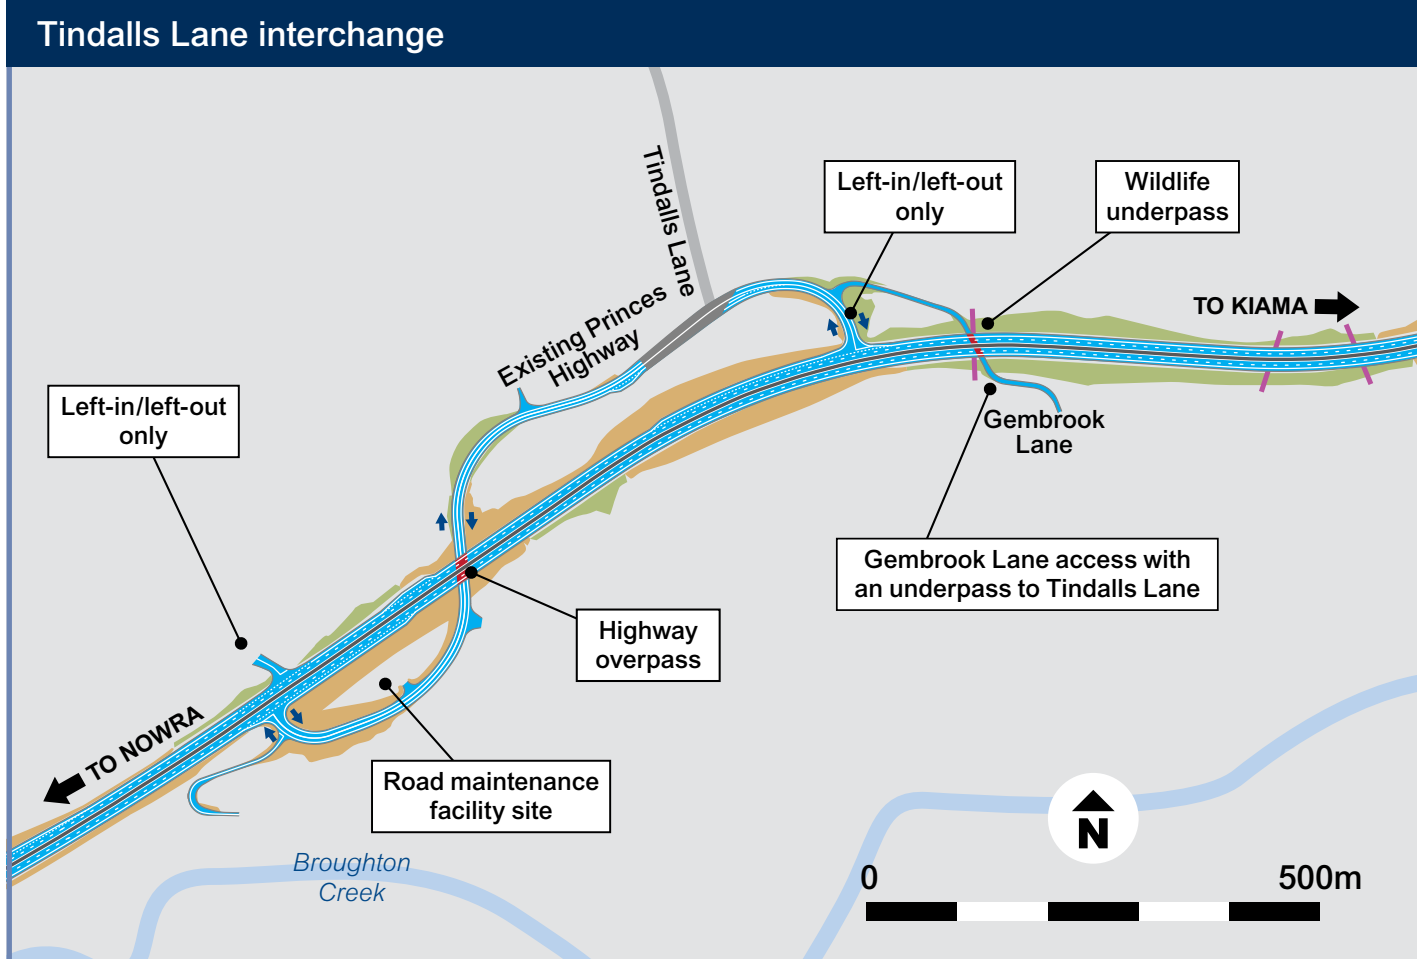 Tindalls Lane interchange
Tindalls Lane
Left-in/left-out
only
Wildlife
underpass
TO KIAMA
Existing Princes
Highway
Left-in/left-out
only
Gembrook
Lane
Gembrook Lane access with
an underpass to Tindalls Lane
Highway
overpass
TO NOWRA
Road maintenance
facility site
Broughton
Creek
N
0
500m